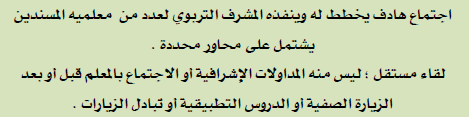 اجتماع هادف يخطط له وينفذه المشرف التربوي لعدد من معلميه المسندين
يشتمل على محاور محددة .
لقاء مستقل ؛ ليس منه المداولات الإشرافية أو الاجتماع بالمعلم قبل أو بعد
الزيارة الصفية أو الدروس التطبيقية أو تبادل الزيارات .